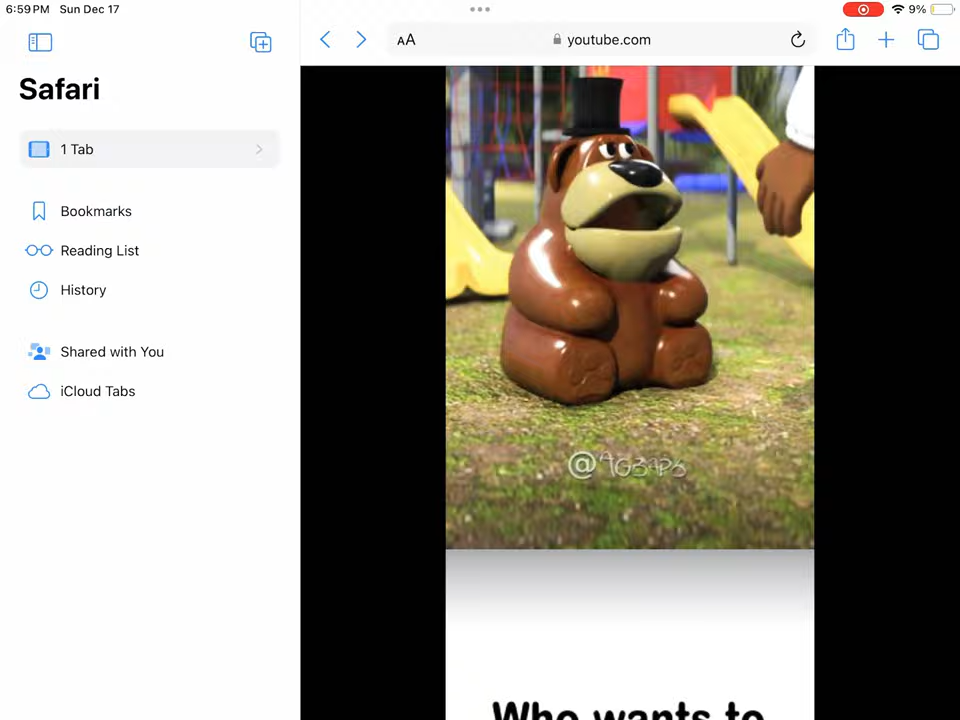 6:59 PM Sun Dec 17
9%
AA
youtube.com
Safari
1 Tab
Bookmarks
Reading List
History
Shared with You
iCloud Tabs
Who wants to